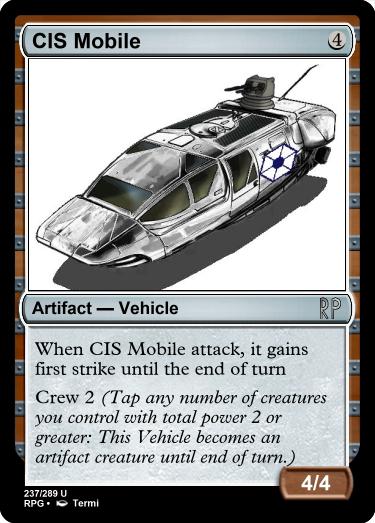 CIS Mobile 4
Artifact — Vehicle RP
When CIS Mobile attack, it gains
first strike until the end of turn
Crew 2 (Tap any number of creatures
you control with total power 2 or
greater: This Vehicle becomes an
artifact creature until end of turn.)
4/4
237/289 U
RPG • Termi